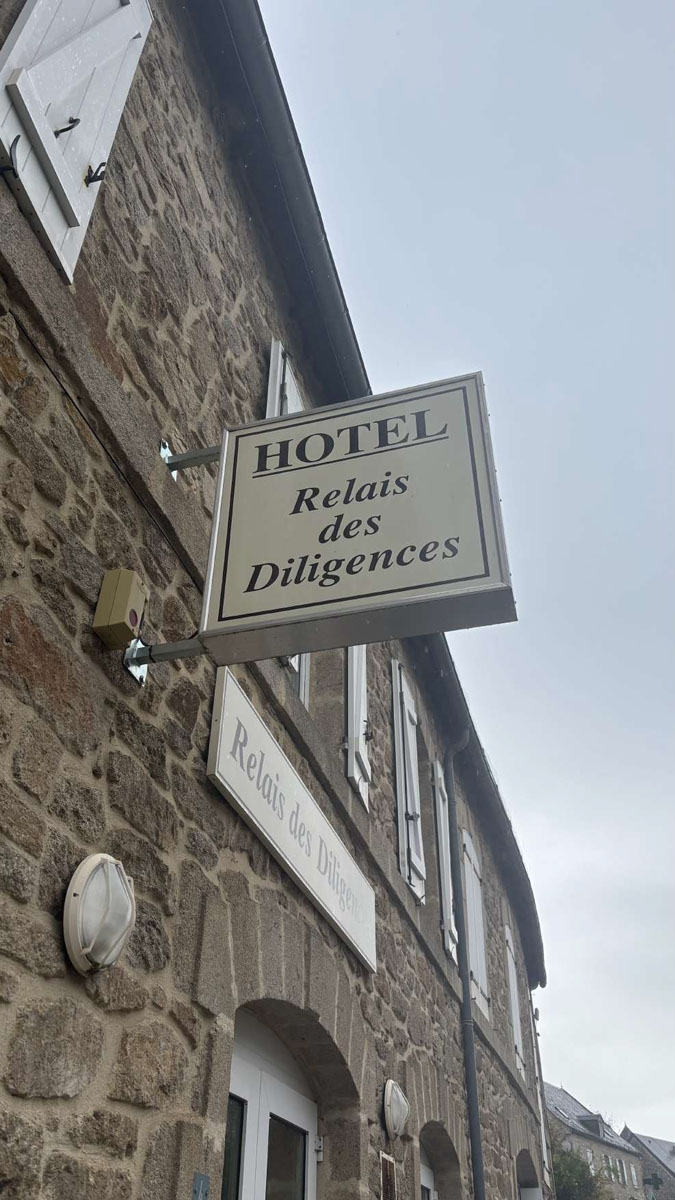 HOTEL
Relais
des
Diligences
Relais des Diligen